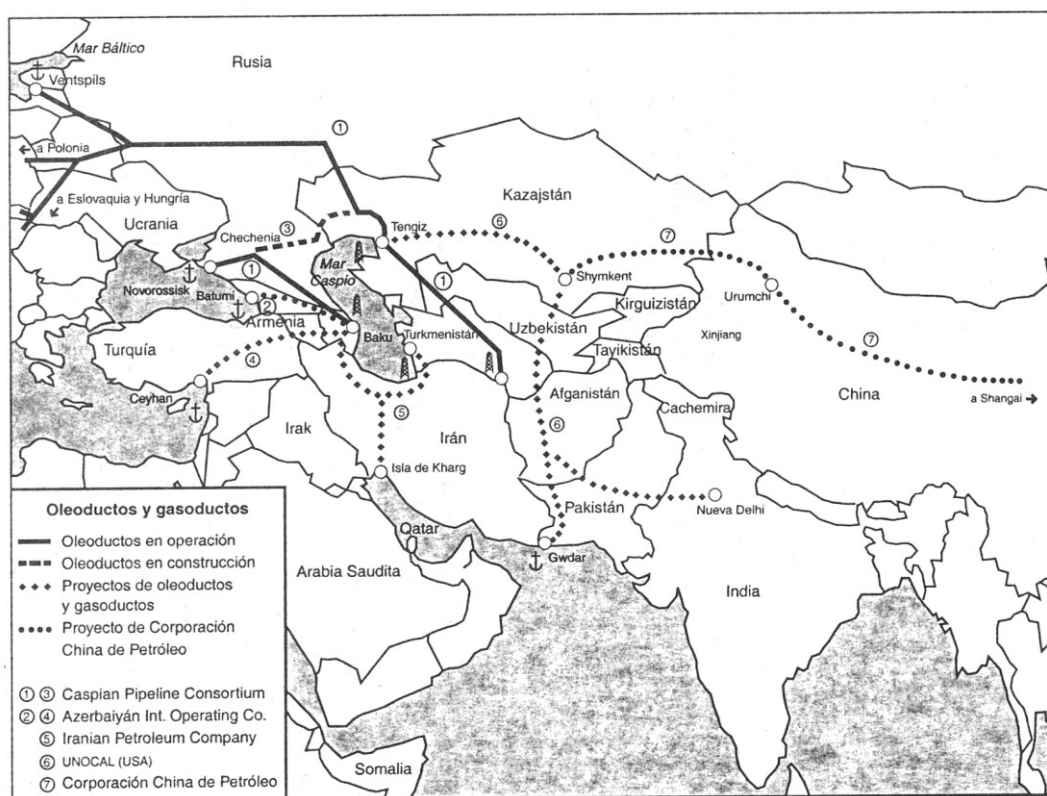 Mar Báltico
Rusia
Ventspils
①
← a Polonia
a Eslovaquia y Hungría
Ucrania
Kazajstán
Chechenia
③
Tengiz
⑥
⑦
①
Mar
Caspio
①
Shymkent
Novorossisk
Batumi
②
Kirguizistán
Urumchi
Armenia
Uzbekistán
Turquía
Baku
Turkmenistán
Xinjiang
Tayikistán
⑦
④
Afganistán
China
Ceyhan
⑤
Cachemira
a Shangai →
Irak
Irán
⑥
Isla de Kharg
Nueva Delhi
Pakistán
Qatar
Gwdar
Arabia Saudita
India
Somalia
Oleoductos y gasoductos
Oleoductos en operación
Oleoductos en construcción
Proyectos de oleoductos
y gasoductos
Proyecto de Corporación
China de Petróleo
① ③ Caspian Pipeline Consortium
② ④ Azerbaiyán Int. Operating Co.
⑤ Iranian Petroleum Company
⑥ UNOCAL (USA)
⑦ Corporación China de Petróleo